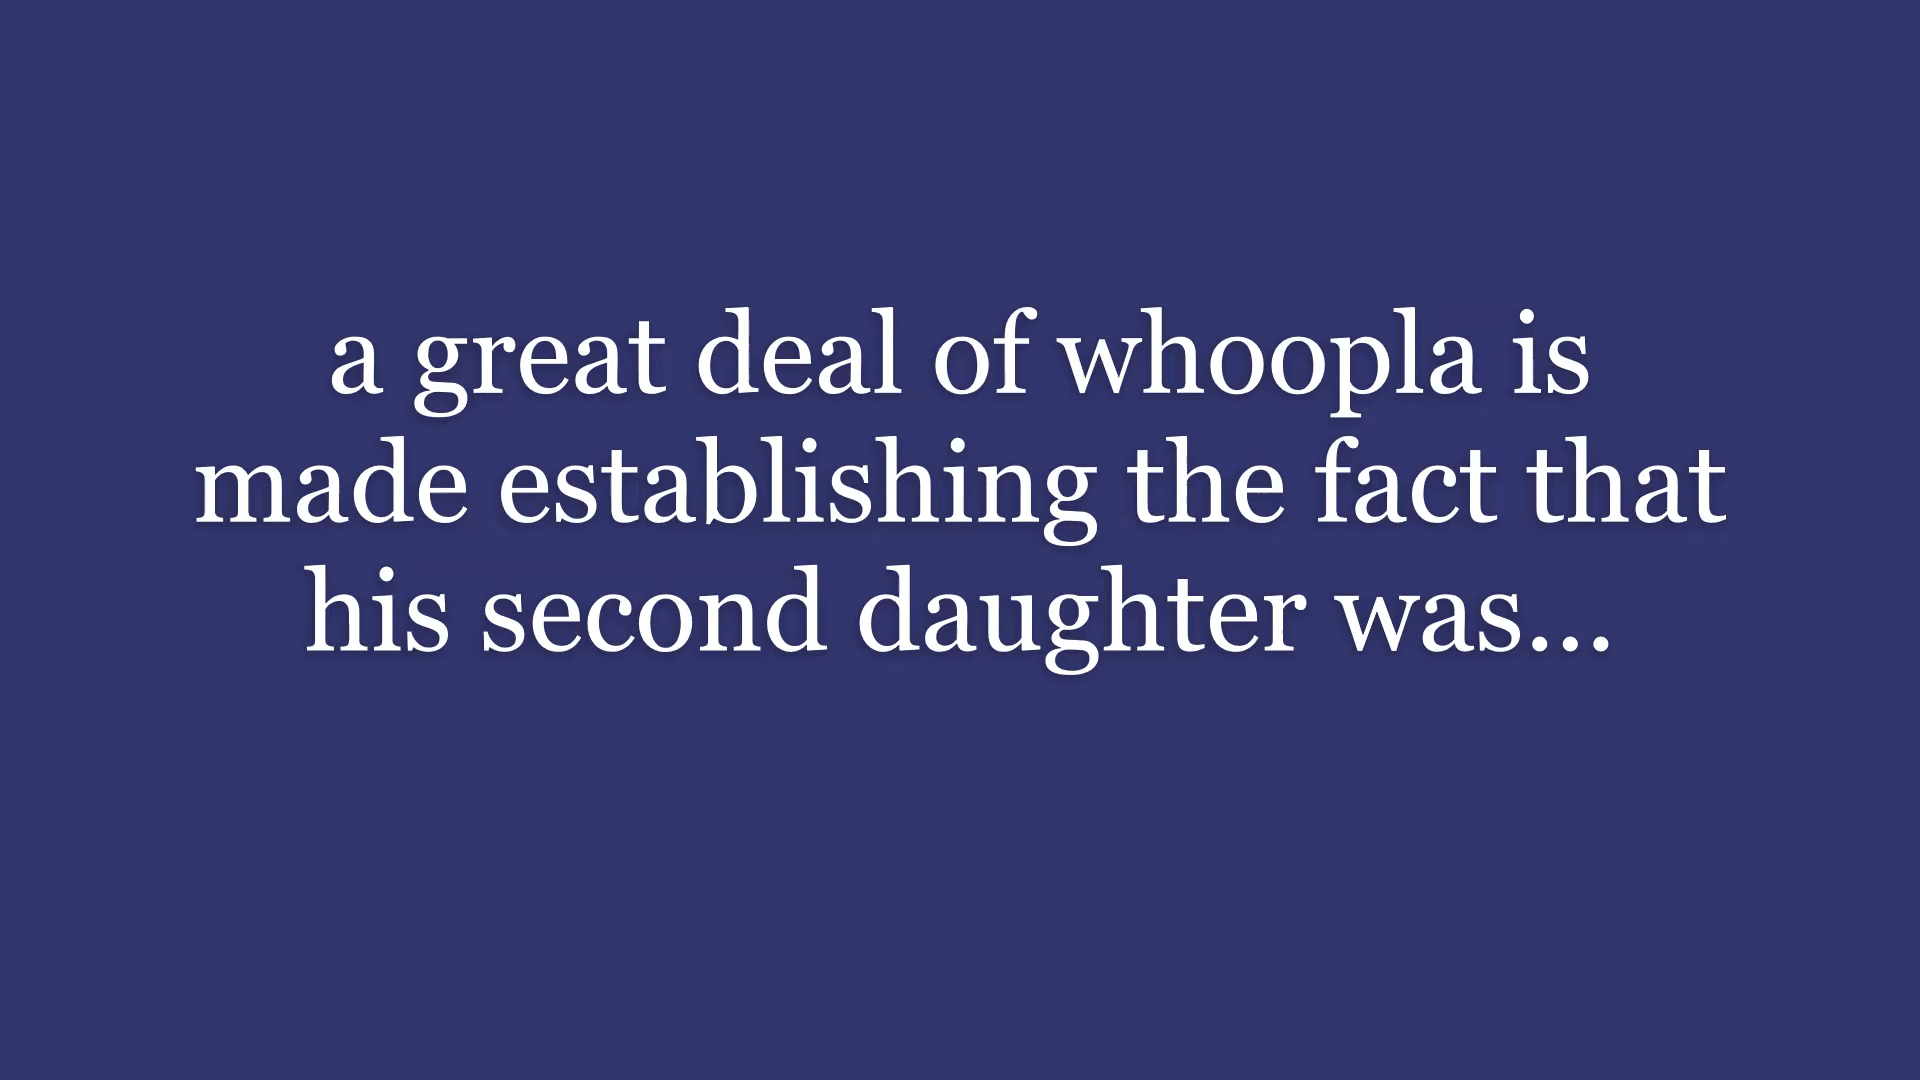 a great deal of whoopla is
made establishing the fact that
his second daughter was...